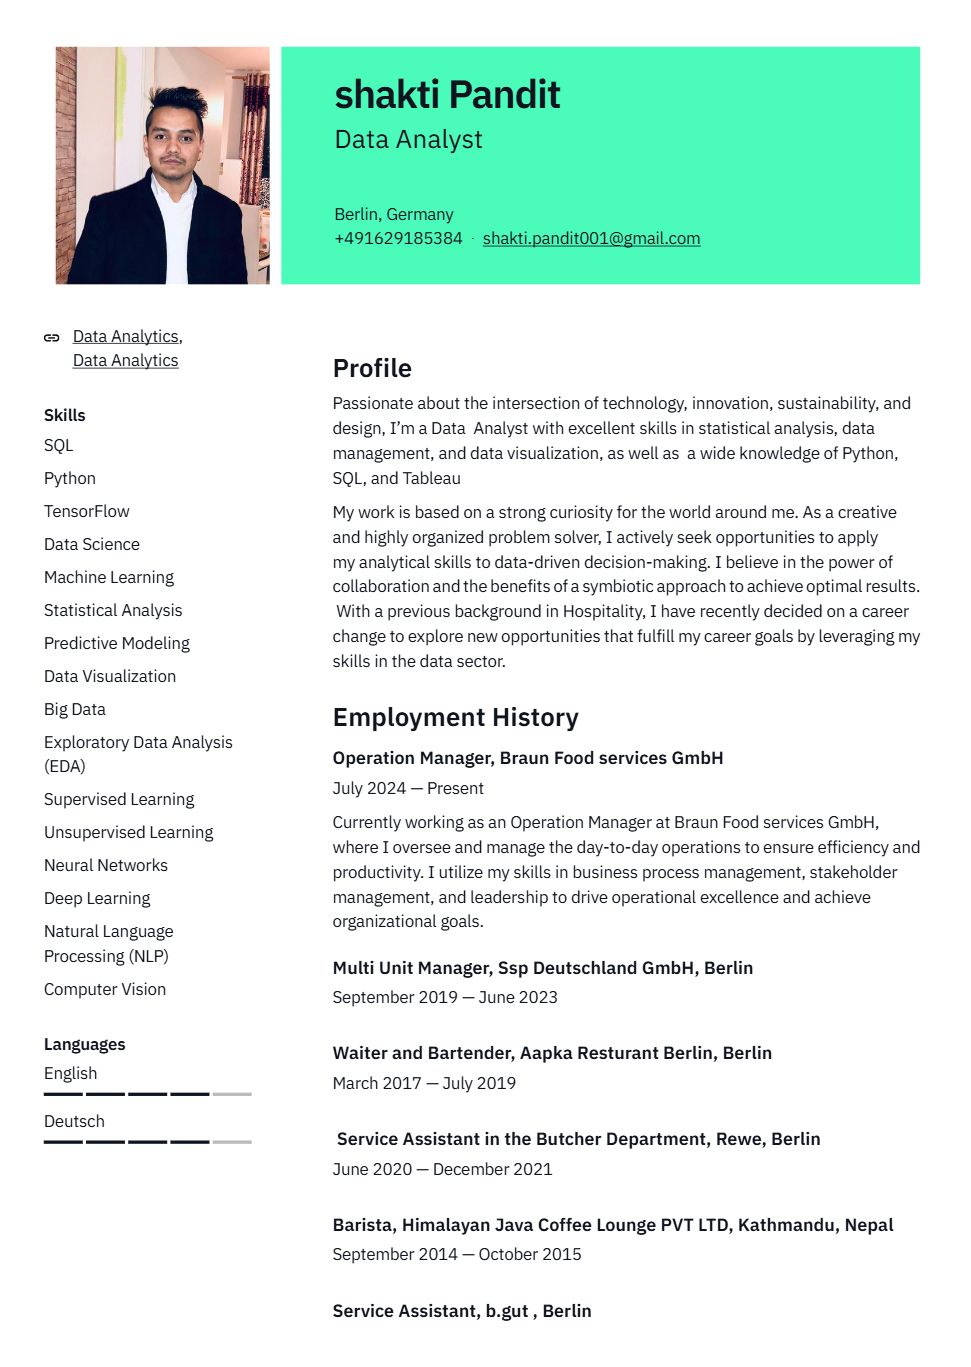 shakti Pandit
Data Analyst
Berlin, Germany
+491629185384 · shakti.pandit001@gmail.com
Data Analytics,
Data Analytics
Skills
SQL
Python
TensorFlow
Data Science
Machine Learning
Statistical Analysis
Predictive Modeling
Data Visualization
Big Data
Exploratory Data Analysis
(EDA)
Supervised Learning
Unsupervised Learning
Neural Networks
Deep Learning
Natural Language
Processing (NLP)
Computer Vision
Languages
English
Deutsch
Profile
Passionate about the intersection of technology, innovation, sustainability, and
design, I’m a Data  Analyst with excellent skills in statistical analysis, data
management, and data visualization, as well as  a wide knowledge of Python,
SQL, and Tableau
My work is based on a strong curiosity for the world around me. As a creative
and highly organized problem solver, I actively seek opportunities to apply
my analytical skills to data-driven decision-making. I believe in the power of
collaboration and the benefits of a symbiotic approach to achieve optimal results.
With a previous background in Hospitality, I have recently decided on a career
change to explore new opportunities that fulfill my career goals by leveraging my
skills in the data sector.
Employment History
Operation Manager, Braun Food services GmbH
July 2024 — Present
Currently working as an Operation Manager at Braun Food services GmbH,
where I oversee and manage the day-to-day operations to ensure efficiency and
productivity. I utilize my skills in business process management, stakeholder
management, and leadership to drive operational excellence and achieve
organizational goals.
Multi Unit Manager, Ssp Deutschland GmbH, Berlin
September 2019 — June 2023
Waiter and Bartender, Aapka Resturant Berlin, Berlin
March 2017 — July 2019
Service Assistant in the Butcher Department, Rewe, Berlin
June 2020 — December 2021
Barista, Himalayan Java Coffee Lounge PVT LTD, Kathmandu, Nepal
September 2014 — October 2015
Service Assistant, b.gut , Berlin